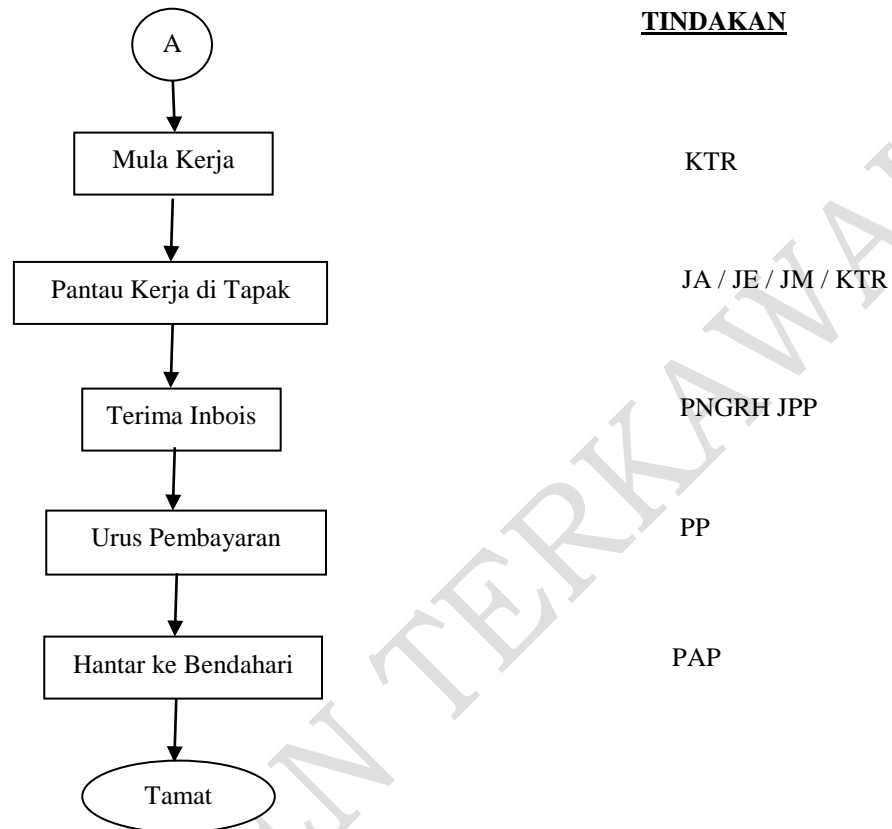 TINDAKAN
A
Mula Kerja
KTR
Pantau Kerja di Tapak
JA / JE / JM / KTR
Terima Inbois
PNGRH JPP
Urus Pembayaran
PP
Hantar ke Bendahari
PAP
Tamat